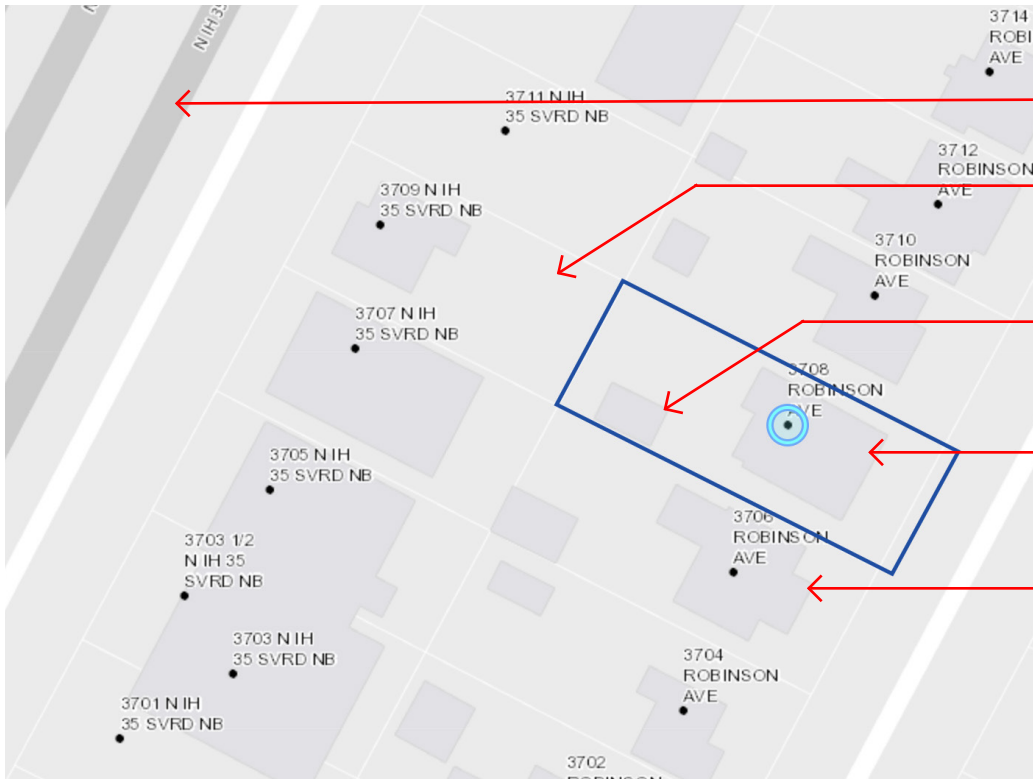 N IH 35
3714
ROBI
AVE
3711 N IH
35 SVRD NB
3712
ROBINSON
AVE
3709 N IH
35 SVRD NB
3710
ROBINSON
AVE
3707 N IH
35 SVRD NB
3708
ROBINSON
AVE
3705 N IH
35 SVRD NB
3706
ROBINSON
AVE
3703 1/2
N IH 35
SVRD NB
3703 N IH
35 SVRD NB
3704
ROBINSON
AVE
3701 N IH
35 SVRD NB
3702
ROBINSON